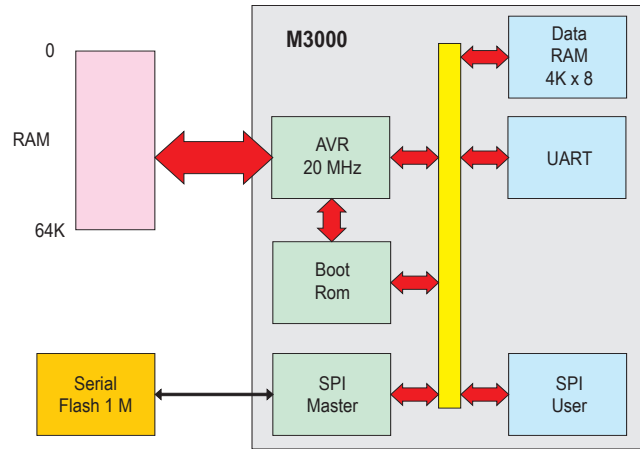 0
RAM
64K
M3000
AVR
20 MHz
Boot
Rom
Serial
Flash 1 M
SPI
Master
Data
RAM
4K x 8
UART
SPI
User